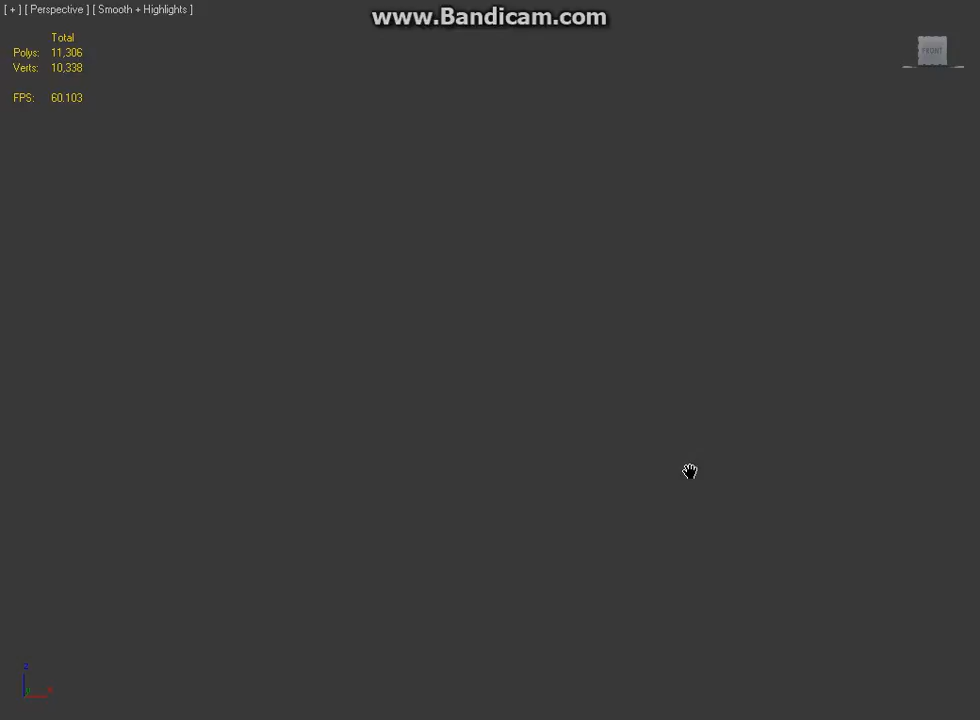 [ + ] [ Perspective ] [ Smooth + Highlights ]
www.Bandicam.com
Total
Polys: 11,306
Verts: 10,338
FPS: 60.103
FRONT
z